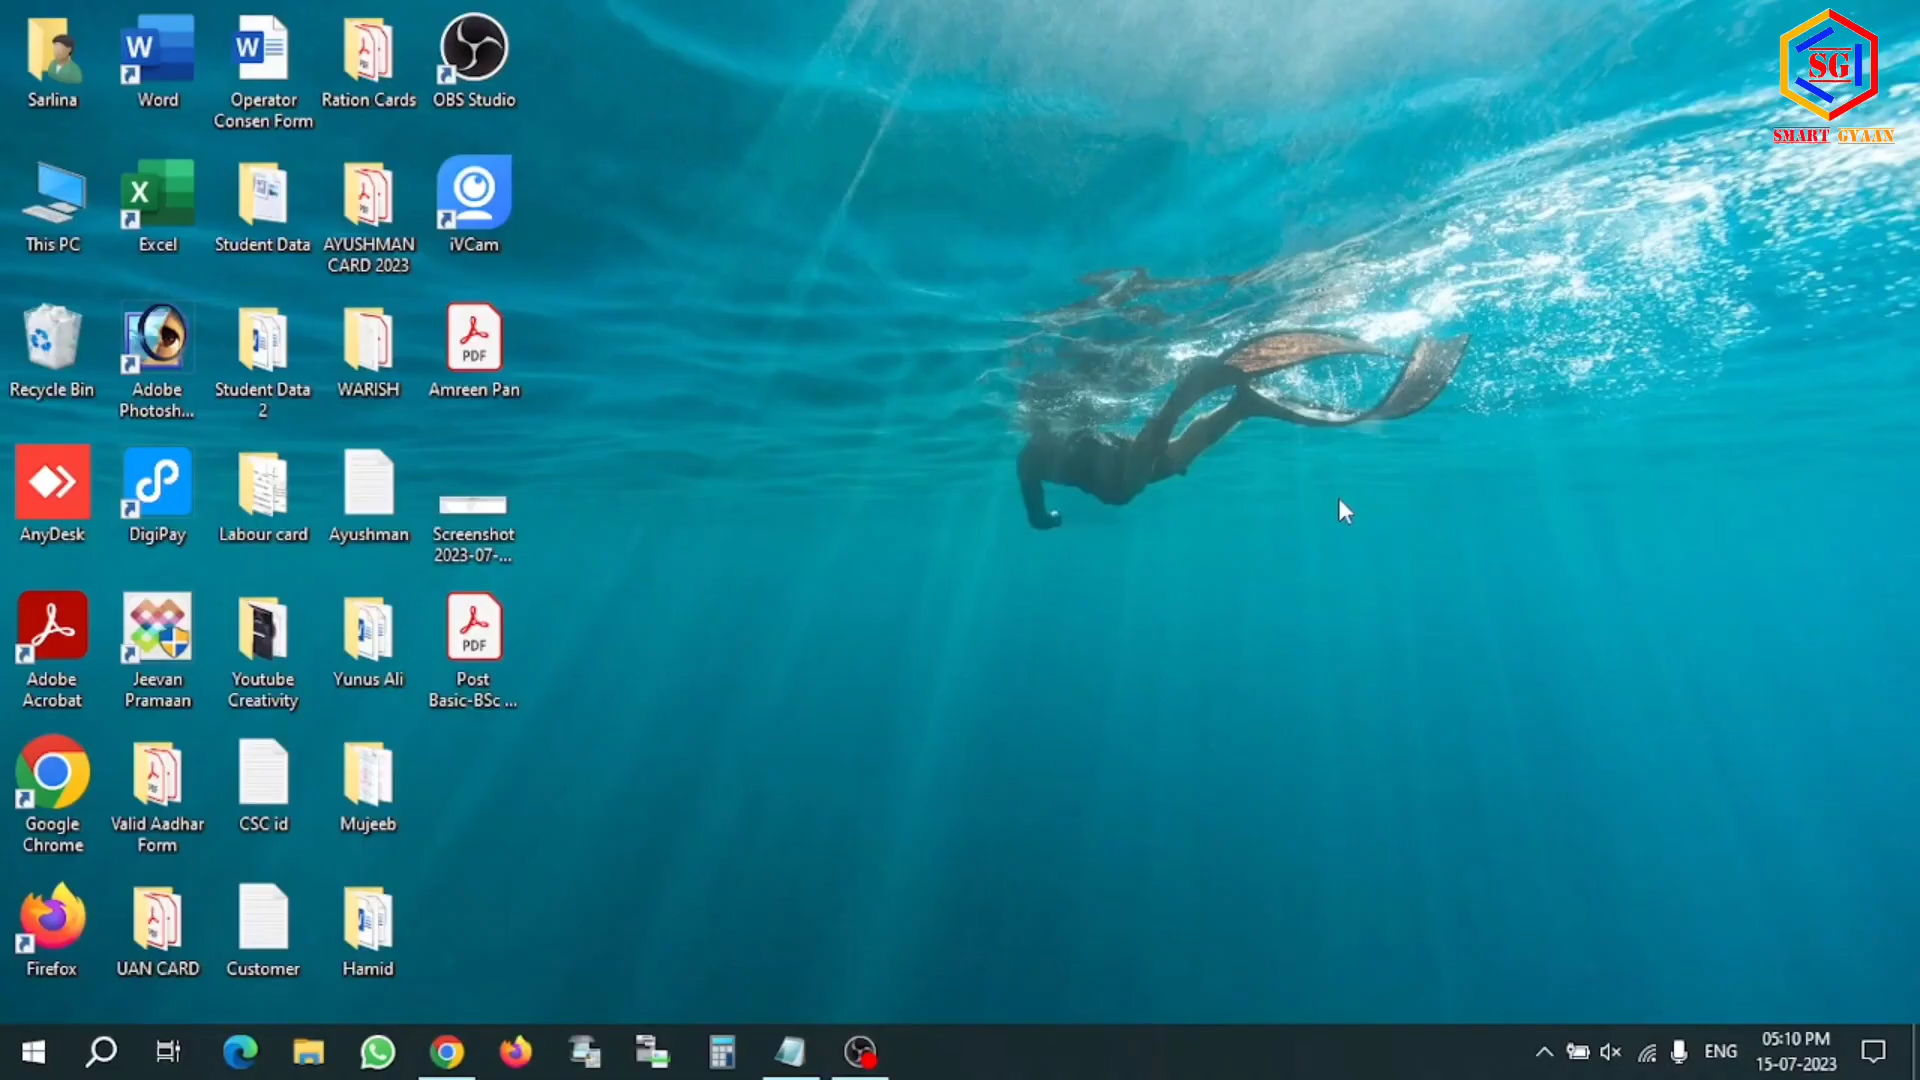 Sarlina
Word
Operator
Consen Form
Ration Cards
OBS Studio
SG
SMART GYAAN
This PC
Excel
Student Data
AYUSHMAN
CARD 2023
iVCam
Recycle Bin
Adobe
Photosh...
Student Data
2
WARISH
PDF
Amreen Pan
AnyDesk
DigiPay
Labour card
Ayushman
Screenshot
2023-07-...
Adobe
Acrobat
Jeevan
Pramaan
Youtube
Creativity
Yunus Ali
PDF
Post
Basic-BSc ...
Google
Chrome
Valid Aadhar
Form
CSC id
Mujeeb
Firefox
UAN CARD
Customer
Hamid
ENG
05:10 PM
15-07-2023